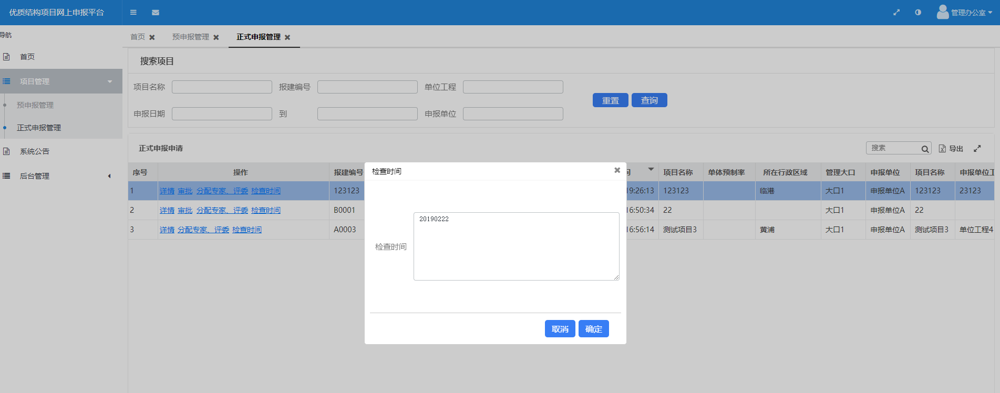 优质结构项目网上申报平台
管理办公室
导航
首页
项目管理
预申报管理
正式申报管理
系统公告
后台管理
首页 预申报管理 正式申报管理
搜索项目
项目名称 报建编号 单位工程
重置 查询
申报日期 到 申报单位
正式申报申请
搜索 导出
序号 操作 报建编号 间 项目名称 单体预制率 所在行政区域 管理大口 申报单位 项目名称 申报单位工
1 详情 审批 分配专家、评委 检查时间 123123 19:26:13 123123 临港 大口1 申报单位A 123123 23123
2 详情 审批 分配专家、评委 检查时间 B0001 16:50:34 22 大口1 申报单位A 22
3 详情 分配专家、评委 检查时间 A0003 16:56:14 测试项目3 黄浦 大口1 申报单位A 测试项目3 单位工程4
检查时间
检查时间
20190222
取消 确定